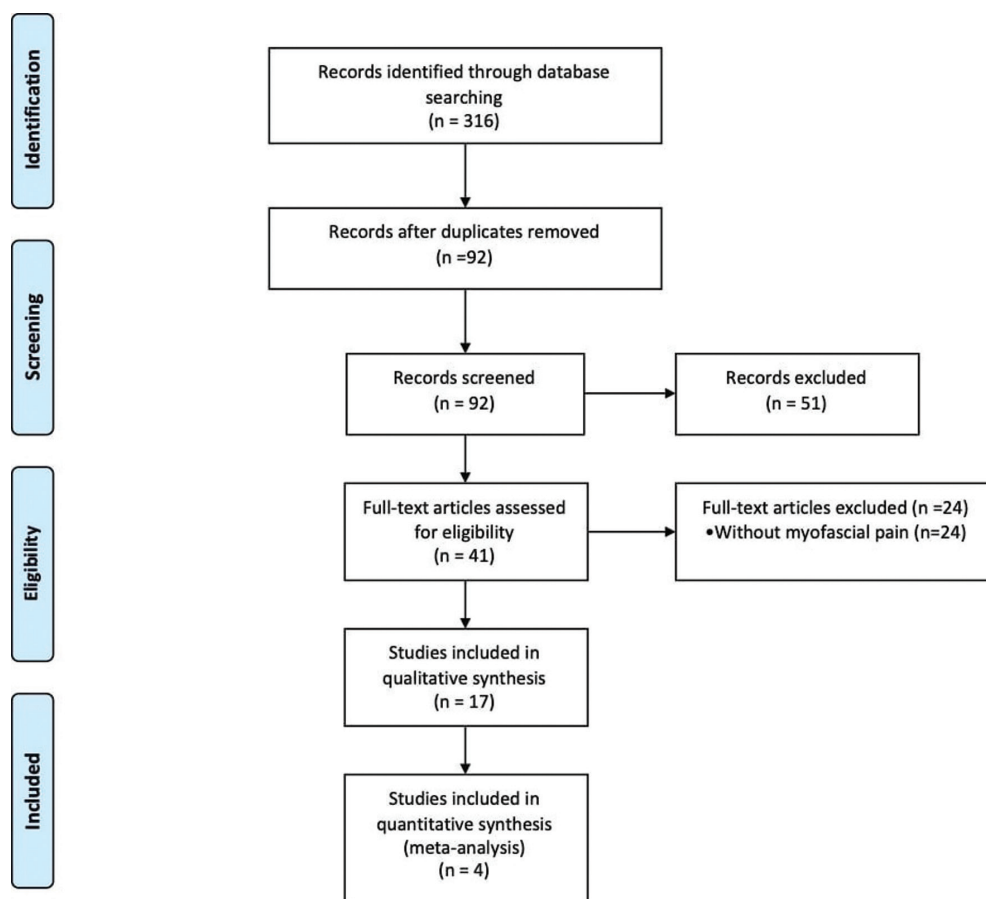 Identification
Records identified through database
searching
(n = 316)
Records after duplicates removed
(n =92)
Screening
Records screened
(n = 92)
Records excluded
(n = 51)
Eligibility
Full-text articles assessed
for eligibility
(n = 41)
Full-text articles excluded (n =24)
•Without myofascial pain (n=24)
Studies included in
qualitative synthesis
(n = 17)
Included
Studies included in
quantitative synthesis
(meta-analysis)
(n = 4)